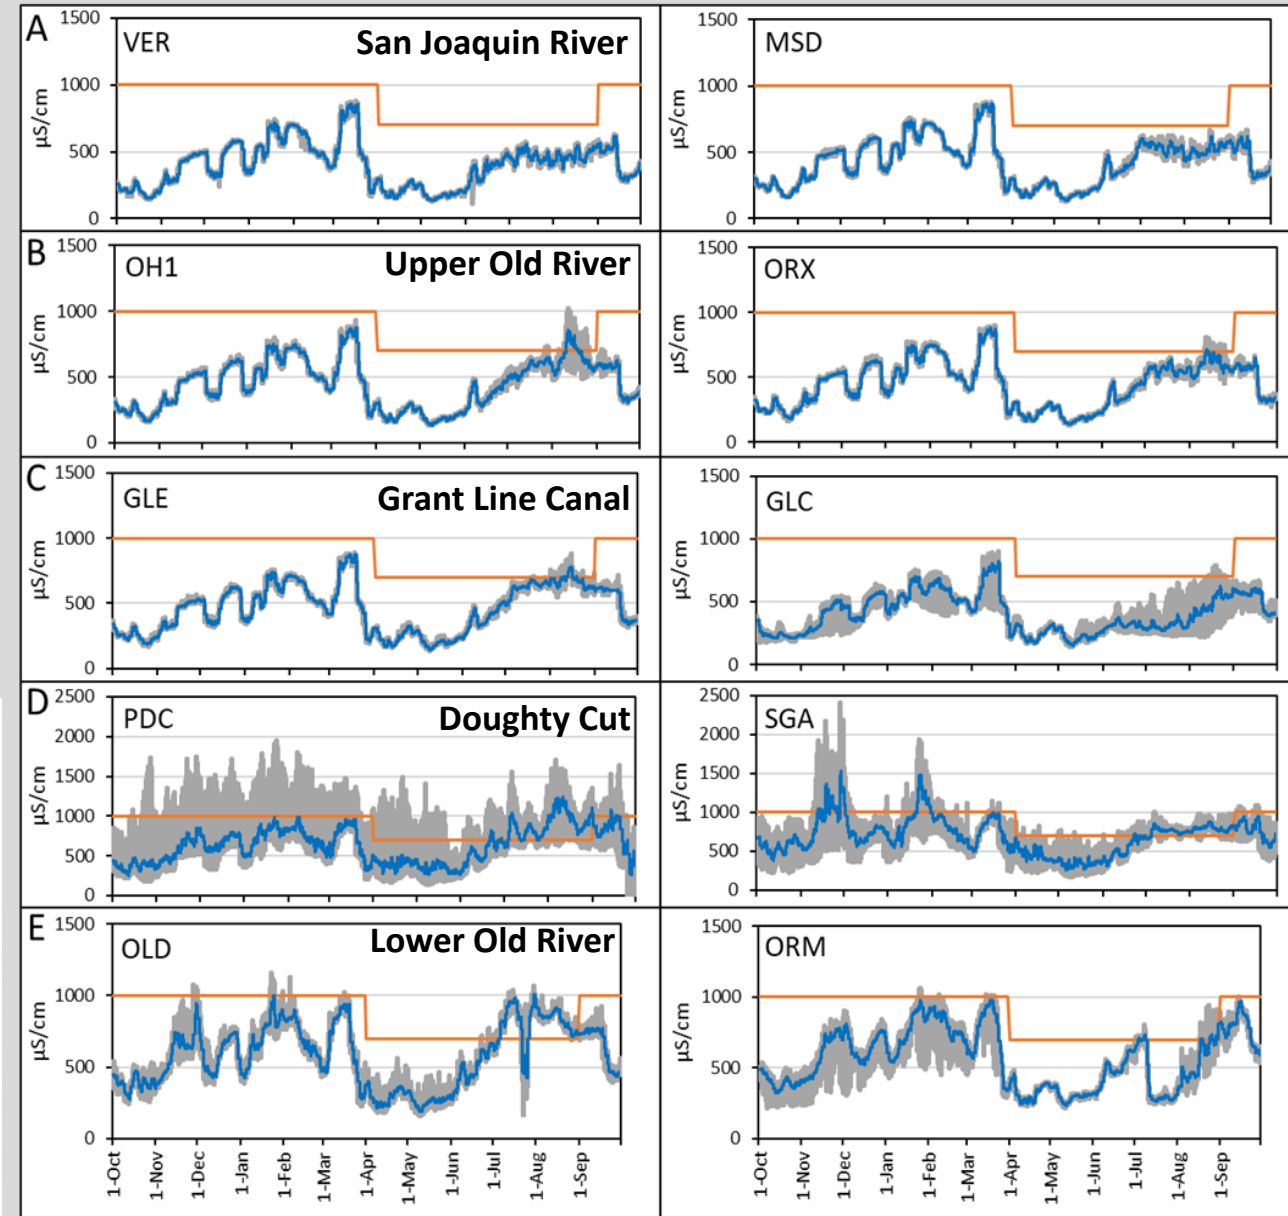 A
VER
San Joaquin River
1500
1000
500
0
µS/cm
MSD
1500
1000
500
0
µS/cm
B
OH1
Upper Old River
1500
1000
500
0
µS/cm
ORX
1500
1000
500
0
µS/cm
C
GLE
Grant Line Canal
1500
1000
500
0
µS/cm
GLC
1500
1000
500
0
µS/cm
D
PDC
Doughty Cut
2500
2000
1500
1000
500
0
µS/cm
SGA
2500
2000
1500
1000
500
0
µS/cm
E
OLD
Lower Old River
1500
1000
500
0
µS/cm
ORM
1500
1000
500
0
µS/cm
1-Oct
1-Nov
1-Dec
1-Jan
1-Feb
1-Mar
1-Apr
1-May
1-Jun
1-Jul
1-Aug
1-Sep
1-Oct
1-Nov
1-Dec
1-Jan
1-Feb
1-Mar
1-Apr
1-May
1-Jun
1-Jul
1-Aug
1-Sep